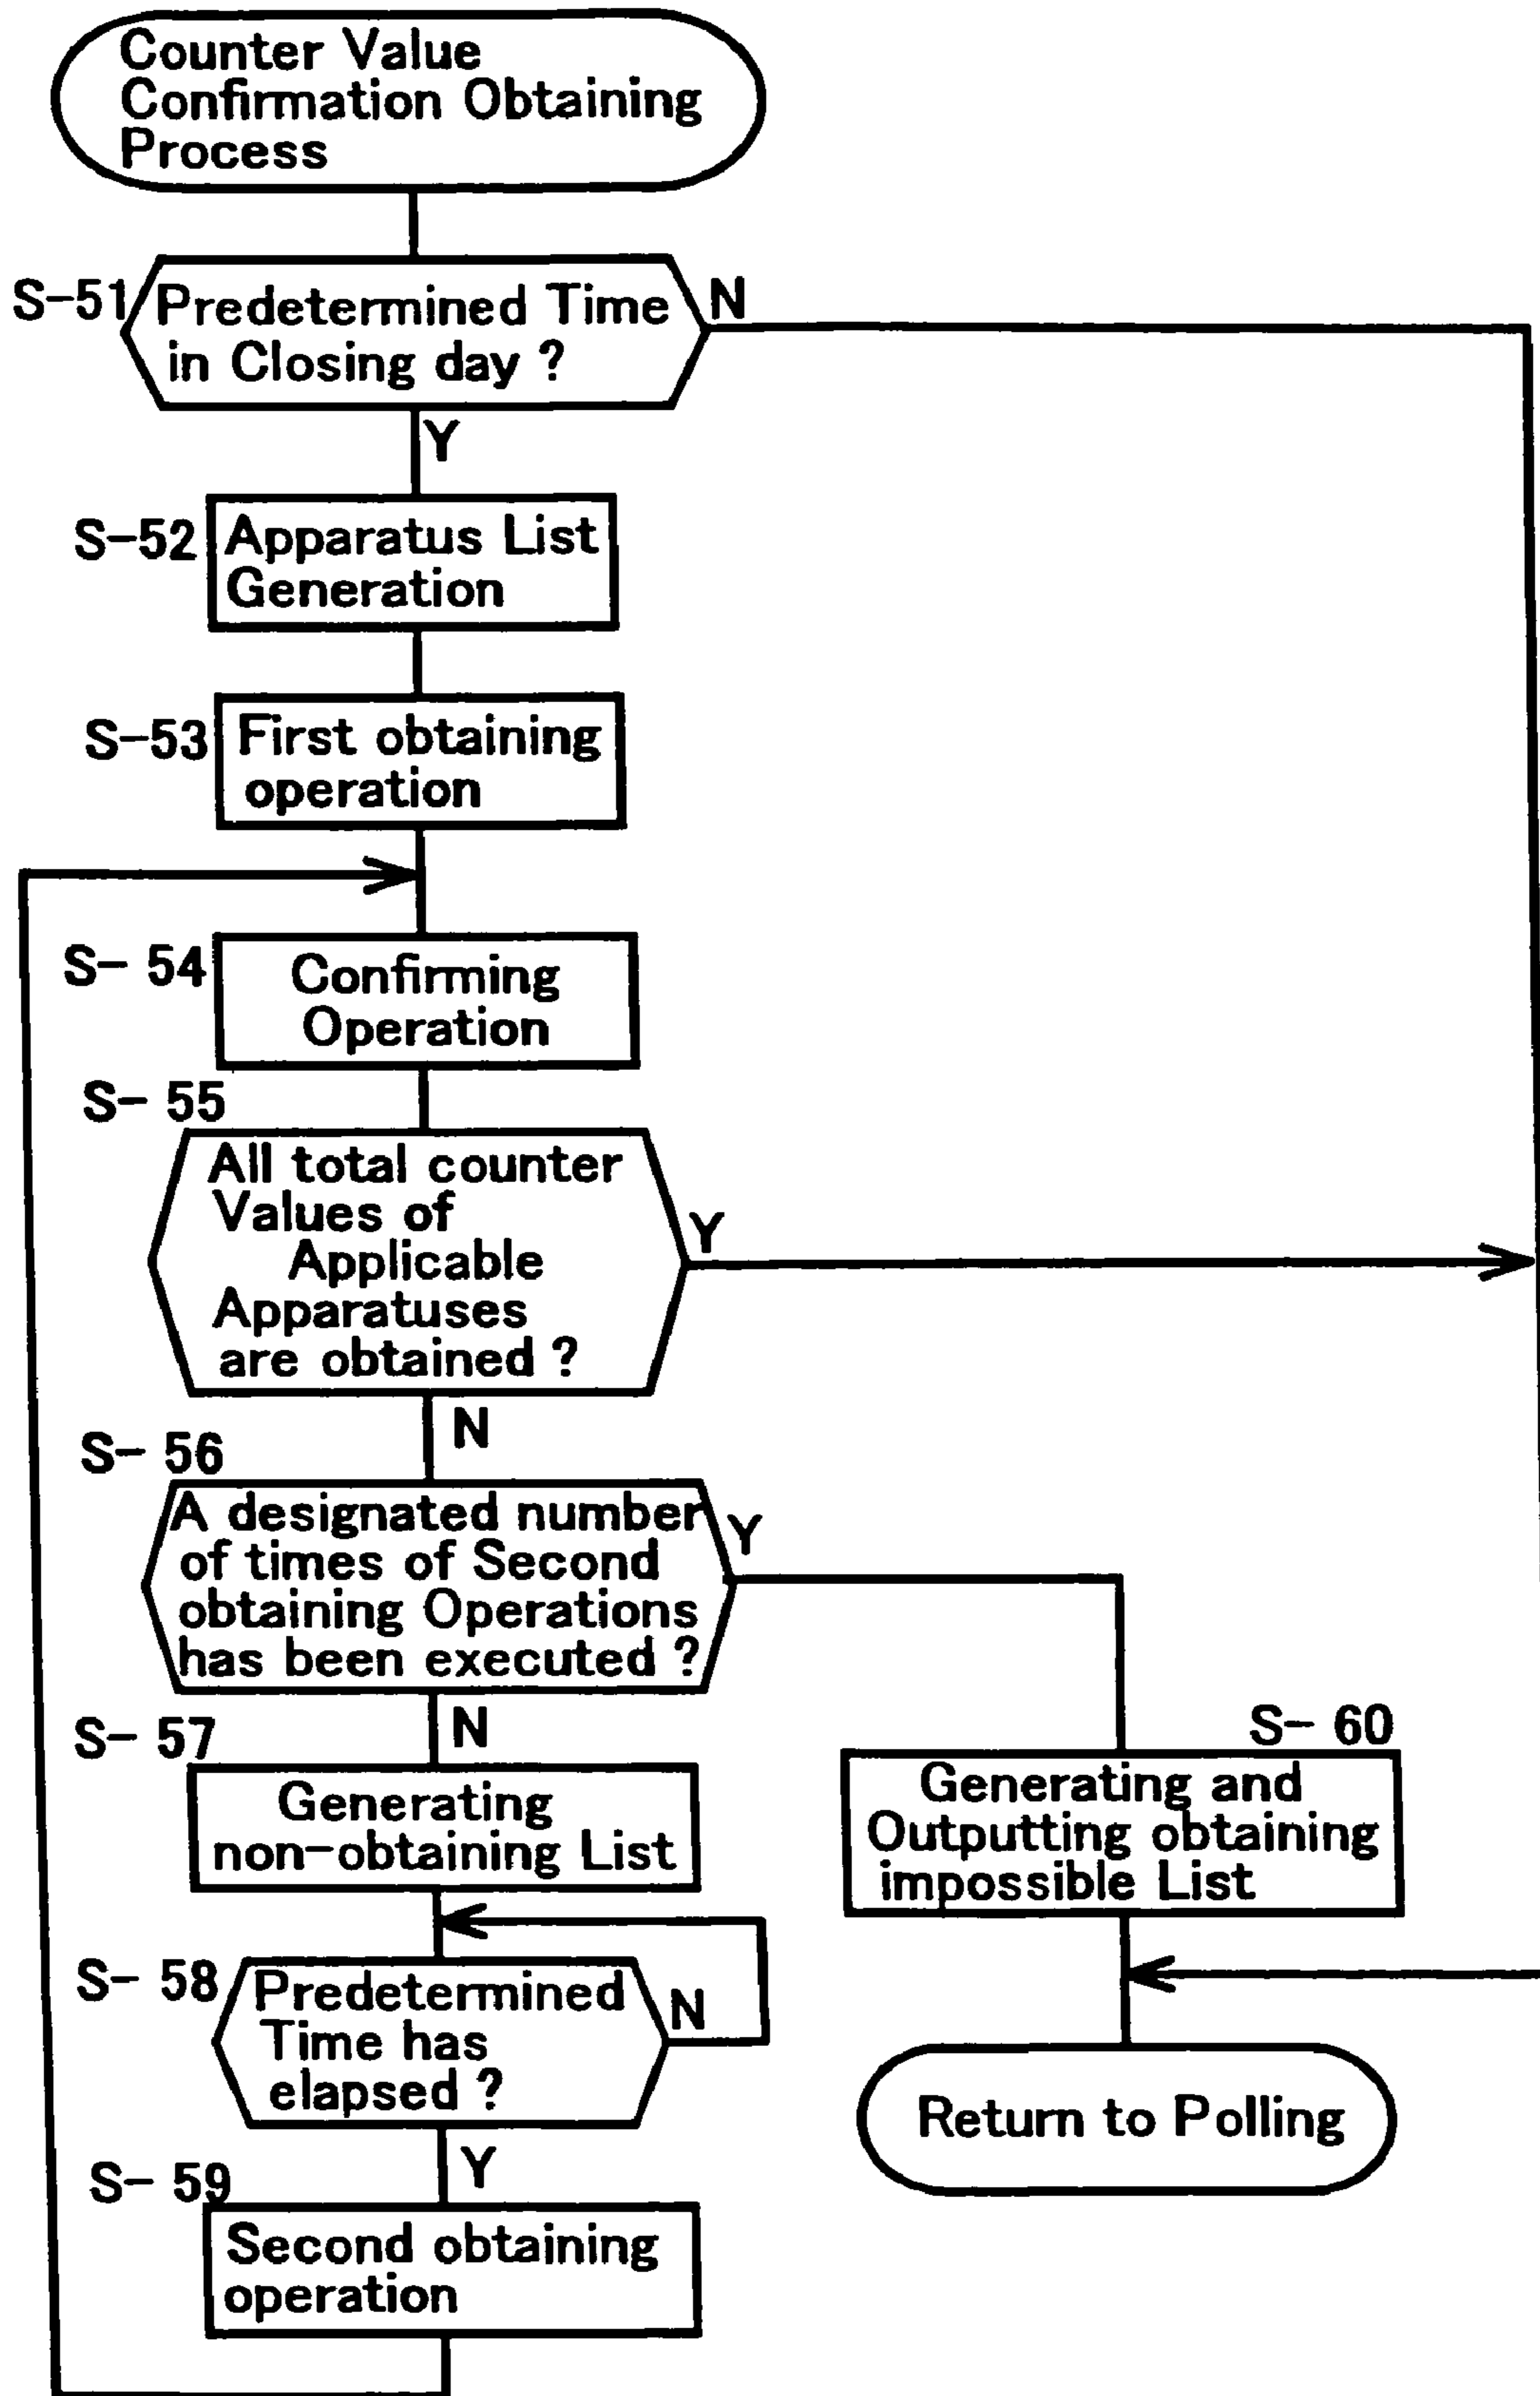 Counter Value
Confirmation Obtaining
Process
S-51
Predetermined Time
in Closing day ?
N
Y
S-52
Apparatus List
Generation
S-53
First obtaining
operation
S- 54
Confirming
Operation
S- 55
All total counter
Values of
Applicable
Apparatuses
are obtained ?
Y
N
S- 56
A designated number
of times of Second
obtaining Operations
has been executed ?
Y
N
S- 57
Generating
non-obtaining List
S- 60
Generating and
Outputting obtaining
impossible List
S- 58
Predetermined
Time has
elapsed ?
N
Y
Return to Polling
S- 59
Second obtaining
operation